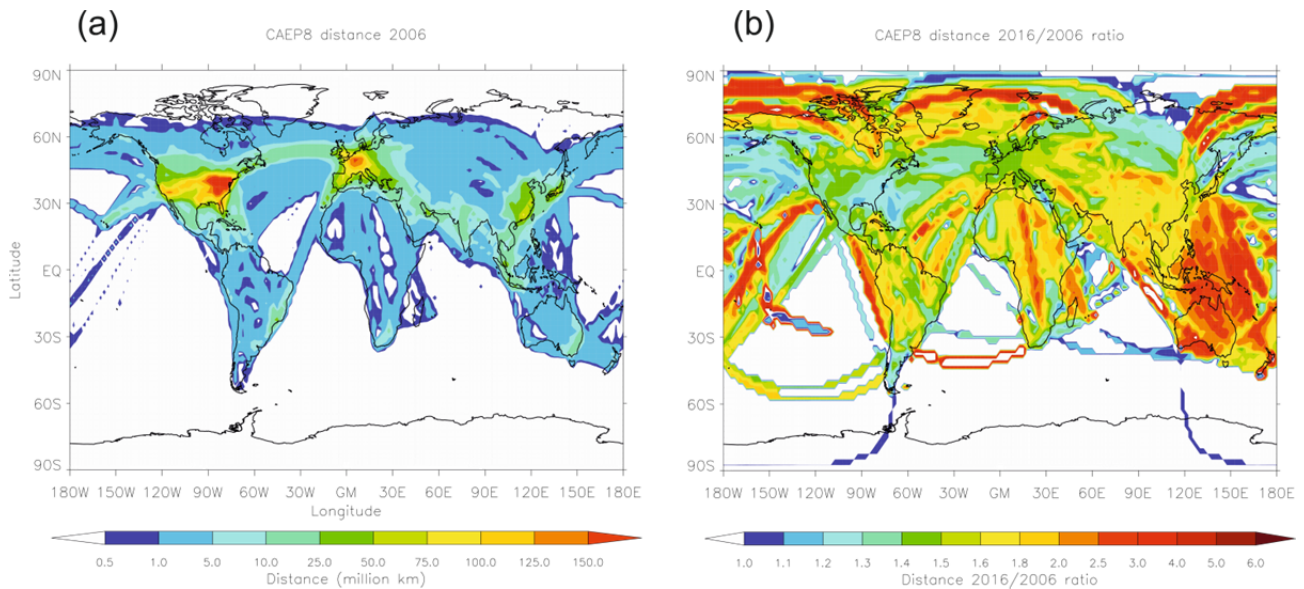 (a)
CAEP8 distance 2006
90N
60N
30N
EQ
30S
60S
90S
Latitude
180W 150W 120W 90W 60W 30W GM 30E 60E 90E 120E 150E 180E
Longitude
0.5 1.0 5.0 10.0 25.0 50.0 75.0 100.0 125.0 150.0
Distance (million km)
(b)
CAEP8 distance 2016/2006 ratio
90N
60N
30N
EQ
30S
60S
90S
180W 150W 120W 90W 60W 30W GM 30E 60E 90E 120E 150E 180E
1.0 1.1 1.2 1.3 1.4 1.5 1.6 1.8 2.0 2.5 3.0 4.0 5.0 6.0
Distance 2016/2006 ratio